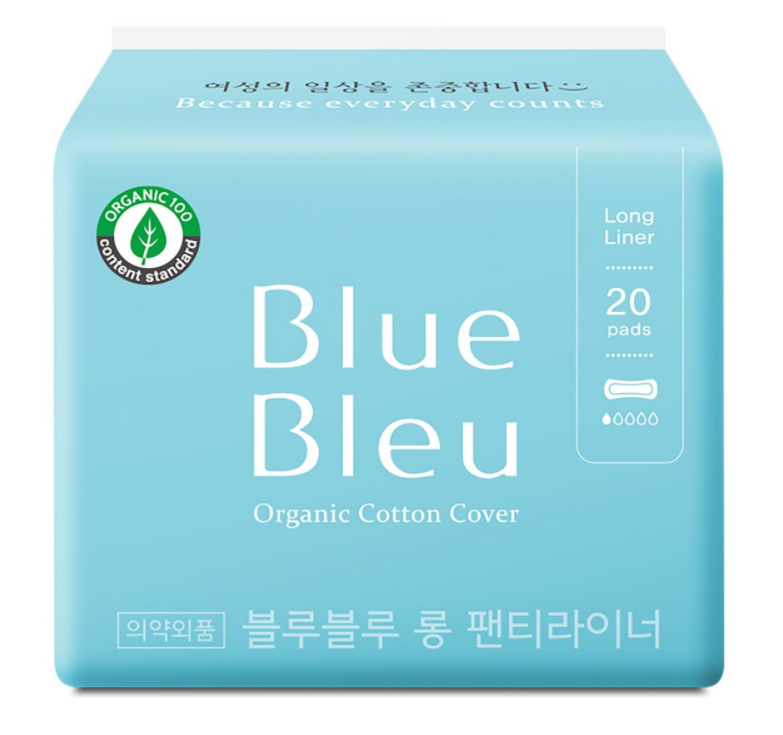 여성의 일상을 존중합니다
Because everyday counts
ORGANIC 100
content standard
Long
Liner
20
pads
Blue
Bleu
Organic Cotton Cover
의약외품
블루블루 롱 팬티라이너